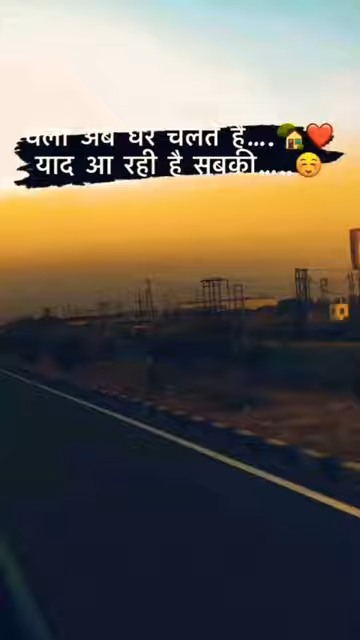 चलो अब घर चलते हैं.... 🏡❤️
याद आ रही है सबकी.....☺️